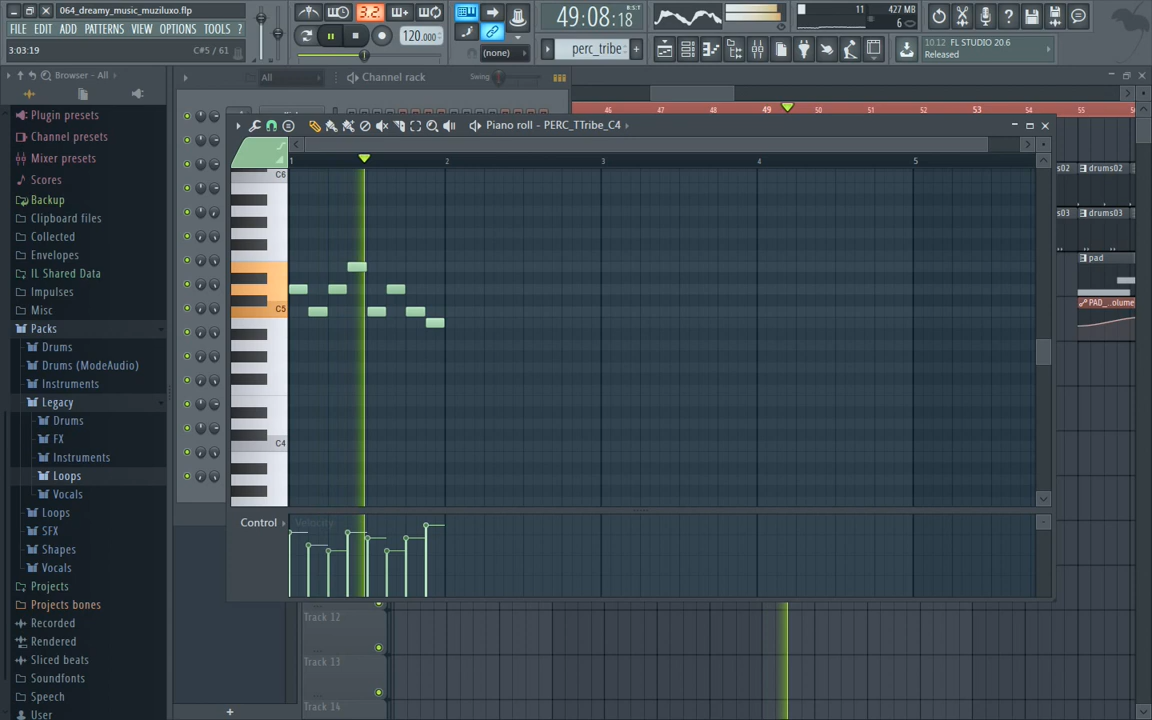 064_dreamy_music_muziluxo.flp
FILE EDIT ADD PATTERNS VIEW OPTIONS TOOLS ?
3:03:19
C#5 / 61
3.2.
120.000
(none)
49:08:18
B:S:T
perc_tribe
11
427 MB
6
10.12 FL STUDIO 20.6
Released
Browser - All
All
Channel rack
Swing
46
47
48
49
50
51
52
53
54
55
Plugin presets
Channel presets
Mixer presets
Scores
Backup
Clipboard files
Collected
Envelopes
IL Shared Data
Impulses
Misc
Packs
Drums
Drums (ModeAudio)
Instruments
Legacy
Drums
FX
Instruments
Loops
Vocals
Loops
SFX
Shapes
Vocals
Projects
Projects bones
Recorded
Rendered
Sliced beats
Soundfonts
Speech
User
Piano roll - PERC_TTribe_C4
1
2
3
4
5
C6
C5
C4
Control
Velocity
s02
drums02
s03
drums03
pad
PAD_..olume
Track 12
Track 13
Track 14